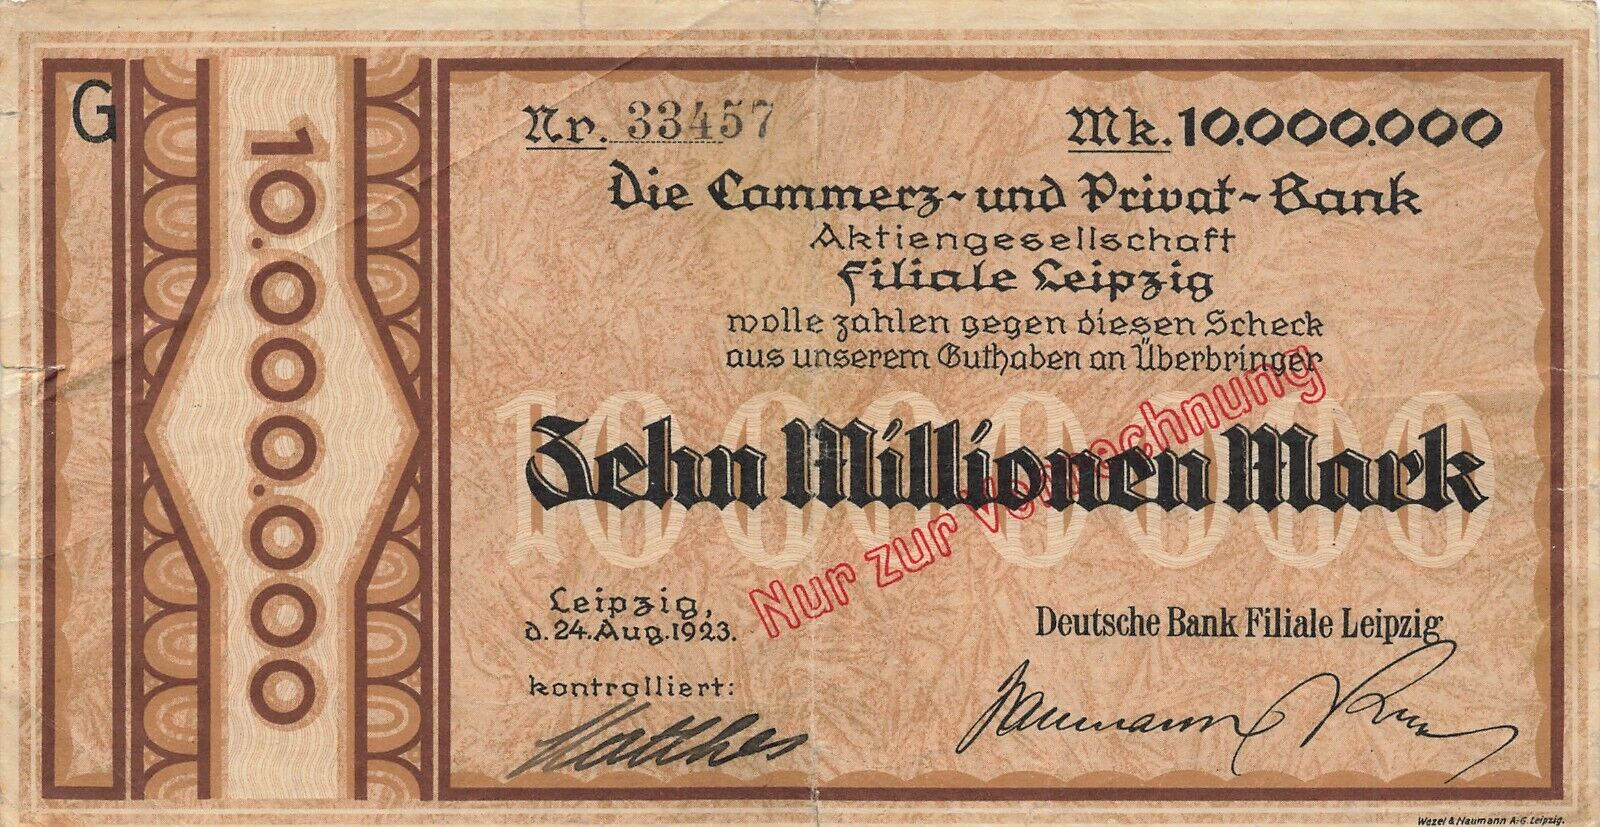 G
10.000.000
Nr. 33457
Mk. 10.000.000
Die Commerz- und Privat-Bank
Aktiengesellschaft
Filiale Leipzig
wolle zahlen gegen diesen Scheck
aus unserem Guthaben an Überbringer
10000000
Zehn Millionen Mark
Nur zur Verrechnung
Leipzig,
d. 24. Aug. 1923.
Deutsche Bank Filiale Leipzig
kontrolliert:
Matthes
Wezel & Naumann A.-G. Leipzig.